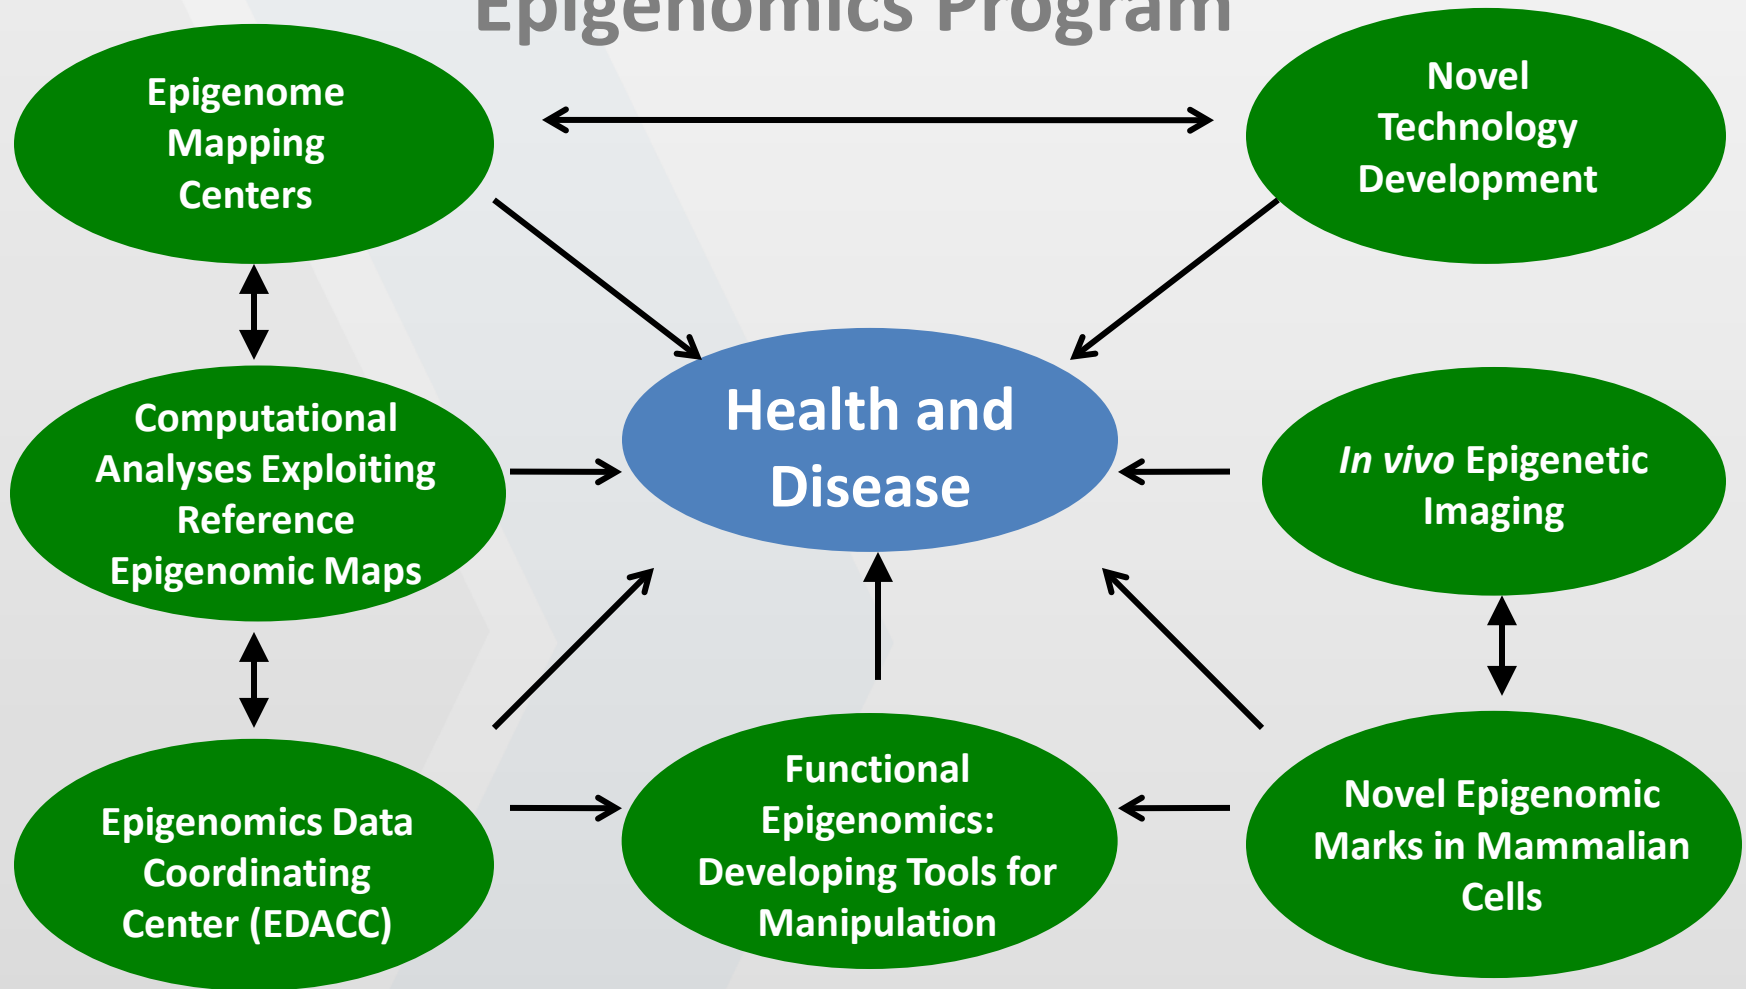 Epigenomics Program
Epigenome
Mapping
Centers
Novel
Technology
Development
Health and
Disease
Computational
Analyses Exploiting
Reference
Epigenomic Maps
In vivo Epigenetic
Imaging
Epigenomics Data
Coordinating
Center (EDACC)
Functional
Epigenomics:
Developing Tools for
Manipulation
Novel Epigenomic
Marks in Mammalian
Cells